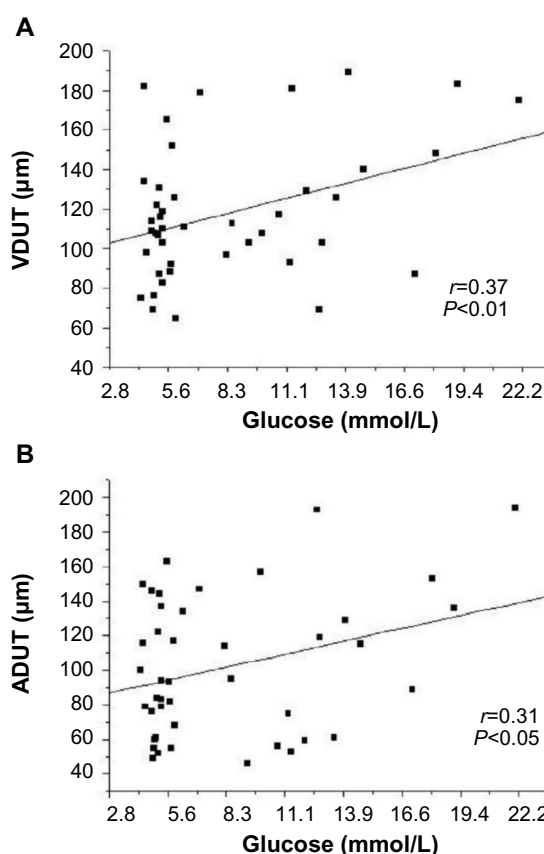 A
200
180
160
140
120
100
80
60
40
VDUT (µm)
r=0.37
P<0.01
2.8 5.6 8.3 11.1 13.9 16.6 19.4 22.2
Glucose (mmol/L)
B
200
180
160
140
120
100
80
60
40
ADUT (µm)
r=0.31
P<0.05
2.8 5.6 8.3 11.1 13.9 16.6 19.4 22.2
Glucose (mmol/L)